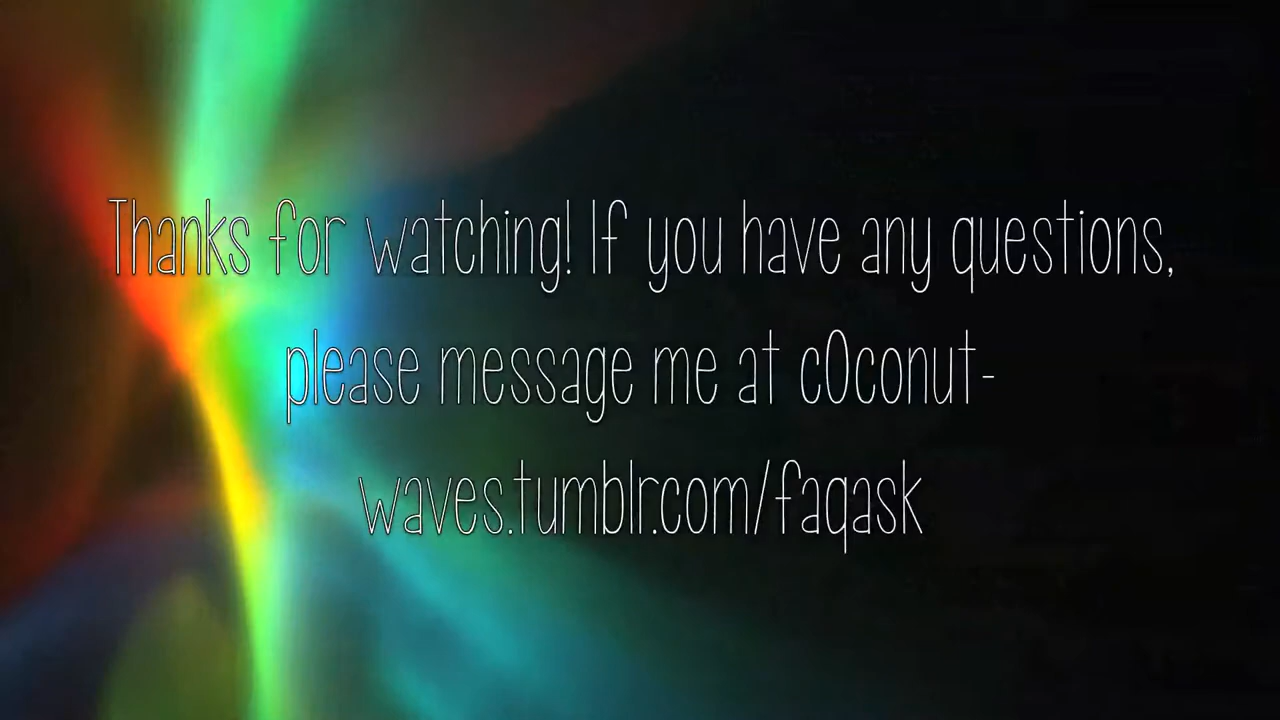 Thanks for watching! If you have any questions,
please message me at c0conut-
waves.tumblr.com/faqask